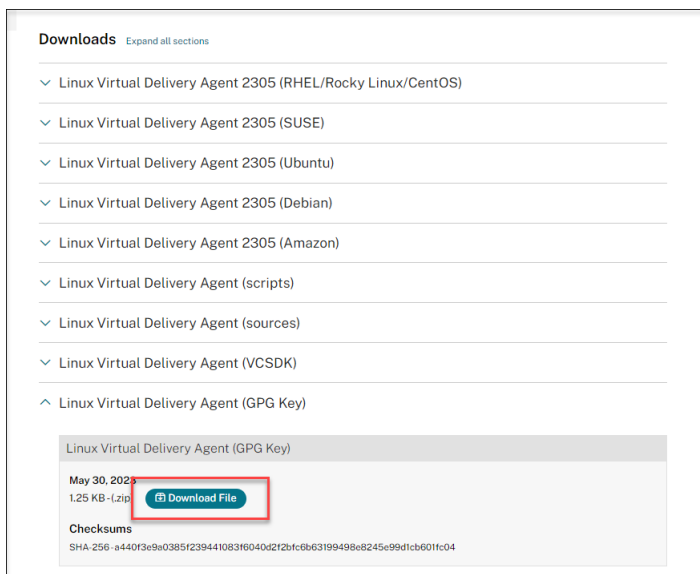 Downloads Expand all sections
Linux Virtual Delivery Agent 2305 (RHEL/Rocky Linux/CentOS)
Linux Virtual Delivery Agent 2305 (SUSE)
Linux Virtual Delivery Agent 2305 (Ubuntu)
Linux Virtual Delivery Agent 2305 (Debian)
Linux Virtual Delivery Agent 2305 (Amazon)
Linux Virtual Delivery Agent (scripts)
Linux Virtual Delivery Agent (sources)
Linux Virtual Delivery Agent (VCSDK)
Linux Virtual Delivery Agent (GPG Key)
Linux Virtual Delivery Agent (GPG Key)
May 30, 2023
1.25 KB - (.zip) Download File
Checksums
SHA-256 - a440f3e9a0385f239441083f6040d2f2bfc6b63199498e8245e99d1cb601fc04